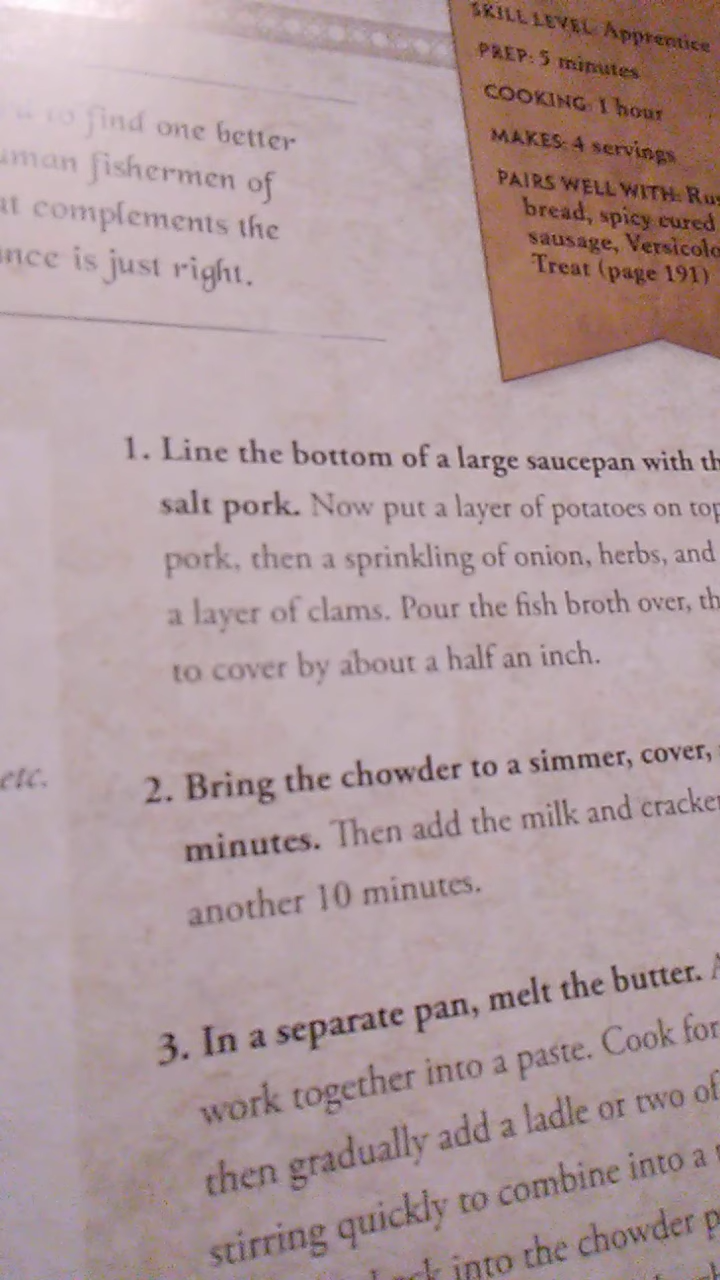 SKILL LEVEL: Apprentice
PREP: 5 minutes
COOKING: 1 hour
MAKES: 4 servings
PAIRS WELL WITH:
bread, spicy cured
sausage,
Treat (page 191)
to find one better
fishermen of
complements the
is just right.
1. Line the bottom of a large saucepan with
salt pork. Now put a layer of potatoes on
pork, then a sprinkling of onion, herbs, and
a layer of clams. Pour the fish broth over,
to cover by about a half an inch.
etc.
2. Bring the chowder to a simmer, cover,
minutes. Then add the milk and
another 10 minutes.
3. In a separate pan, melt the butter.
work together into a paste. Cook for
then gradually add a ladle or two of
stirring quickly to combine into a
into the chowder